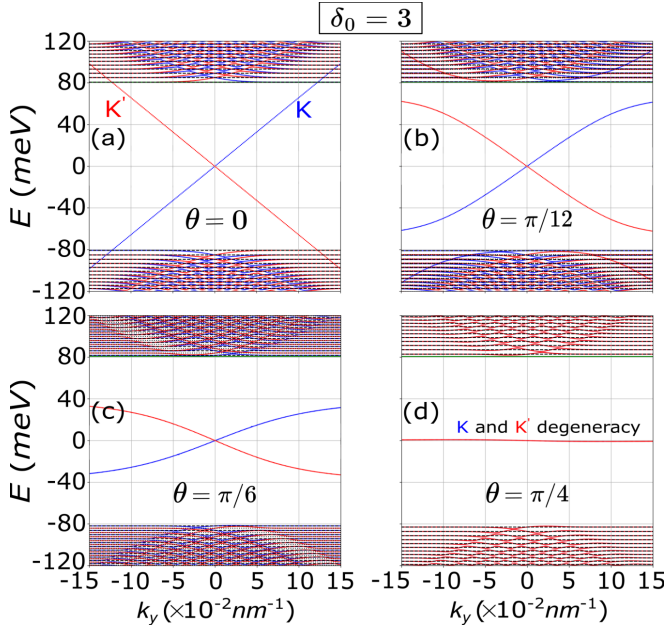 δ₀ = 3
120
80
40
0
-40
-80
-120
E (meV)
K'
K
(a)
θ = 0
(b)
θ = π/12
120
80
40
0
-40
-80
-120
E (meV)
(c)
θ = π/6
(d)
K and K' degeneracy
θ = π/4
-15 -10 -5 0 5 10 15
-15 -10 -5 0 5 10 15
k_y (×10⁻²nm⁻¹)
k_y (×10⁻²nm⁻¹)